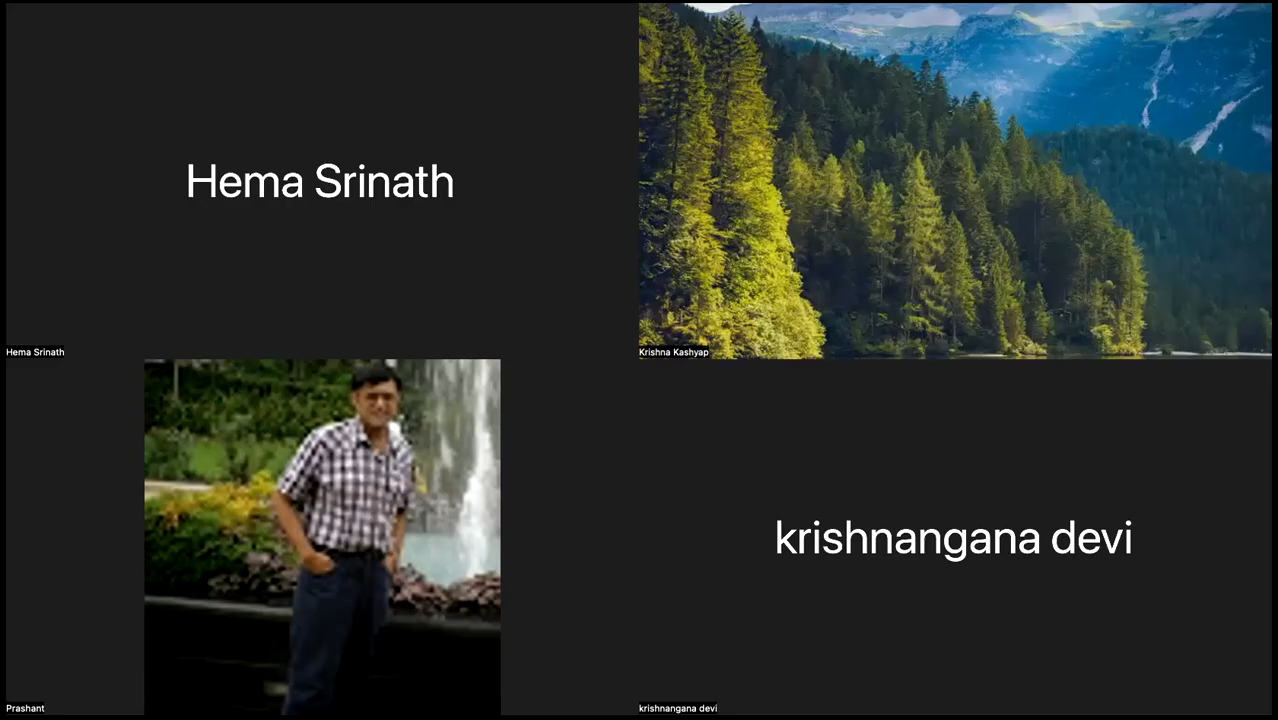 Hema Srinath
Hema Srinath
Krishna Kashyap
krishnangana devi
Prashant
krishnangana devi